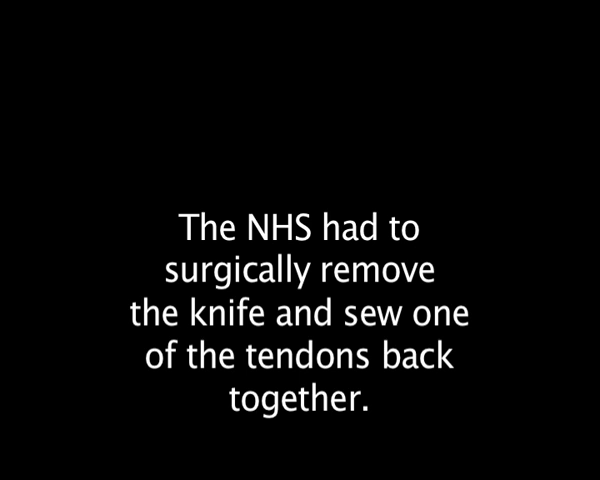 The NHS had to
surgically remove
the knife and sew one
of the tendons back
together.